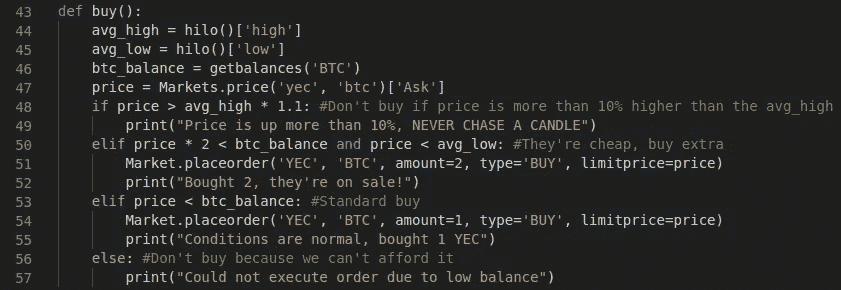 43 def buy():
44     avg_high = hilo()['high']
45     avg_low = hilo()['low']
46     btc_balance = getbalances('BTC')
47     price = Markets.price('yec', 'btc')['Ask']
48     if price > avg_high * 1.1: #Don't buy if price is more than 10% higher than the avg_high
49         print("Price is up more than 10%, NEVER CHASE A CANDLE")
50     elif price * 2 < btc_balance and price < avg_low: #They're cheap, buy extra
51         Market.placeorder('YEC', 'BTC', amount=2, type='BUY', limitprice=price)
52         print("Bought 2, they're on sale!")
53     elif price < btc_balance: #Standard buy
54         Market.placeorder('YEC', 'BTC', amount=1, type='BUY', limitprice=price)
55         print("Conditions are normal, bought 1 YEC")
56     else: #Don't buy because we can't afford it
57         print("Could not execute order due to low balance")